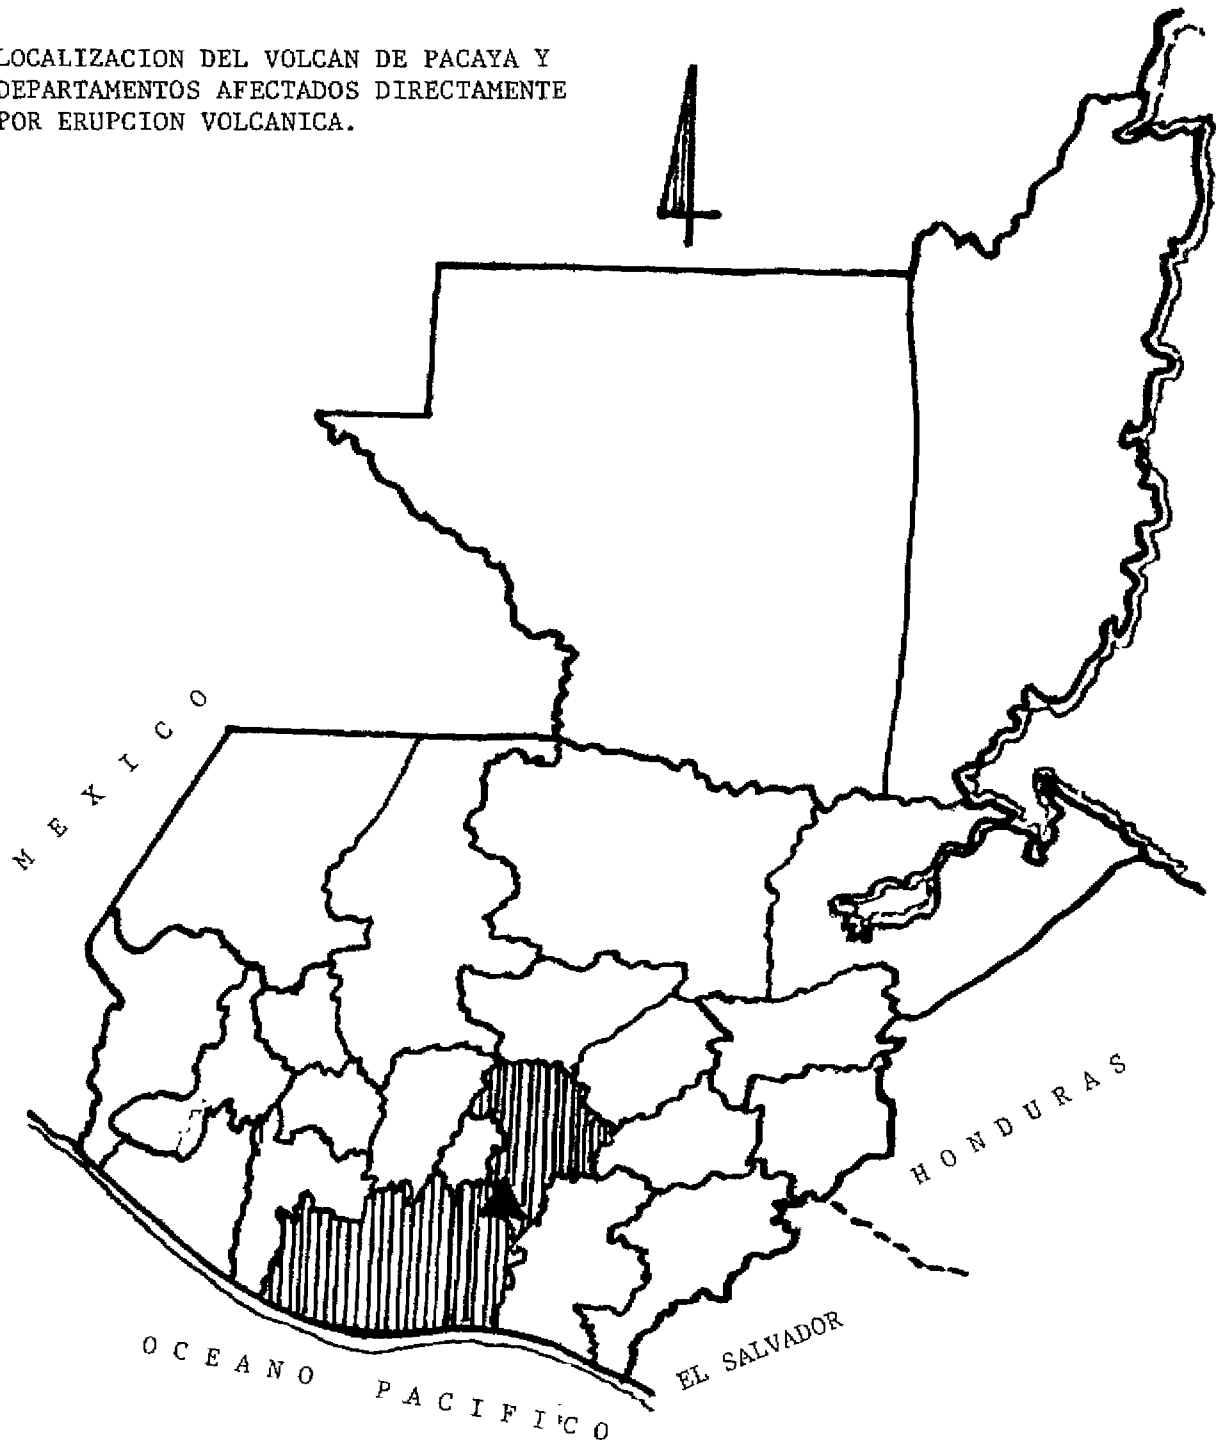 LOCALIZACION DEL VOLCAN DE PACAYA Y
DEPARTAMENTOS AFECTADOS DIRECTAMENTE
POR ERUPCION VOLCANICA.
MEXICO
HONDURAS
EL SALVADOR
OCEANO PACIFICO